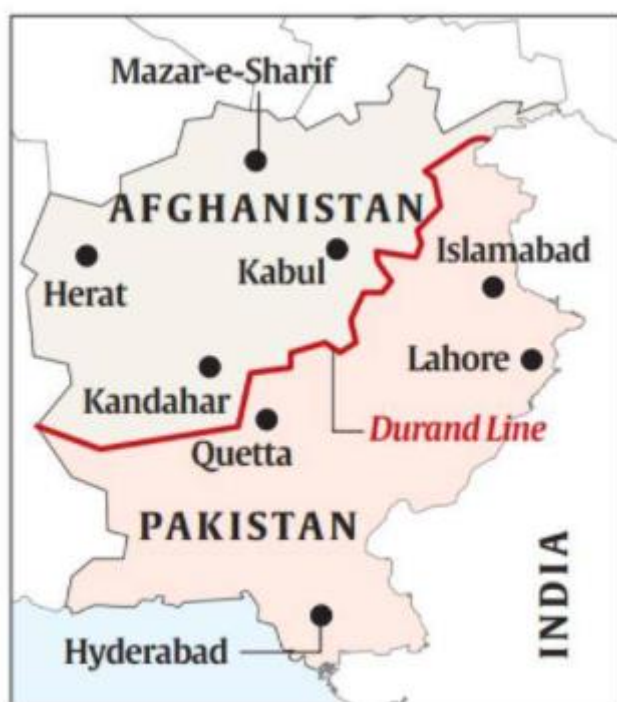 Mazar-e-Sharif
AFGHANISTAN
Herat
Kabul
Islamabad
Kandahar
Lahore
Durand Line
Quetta
PAKISTAN
INDIA
Hyderabad